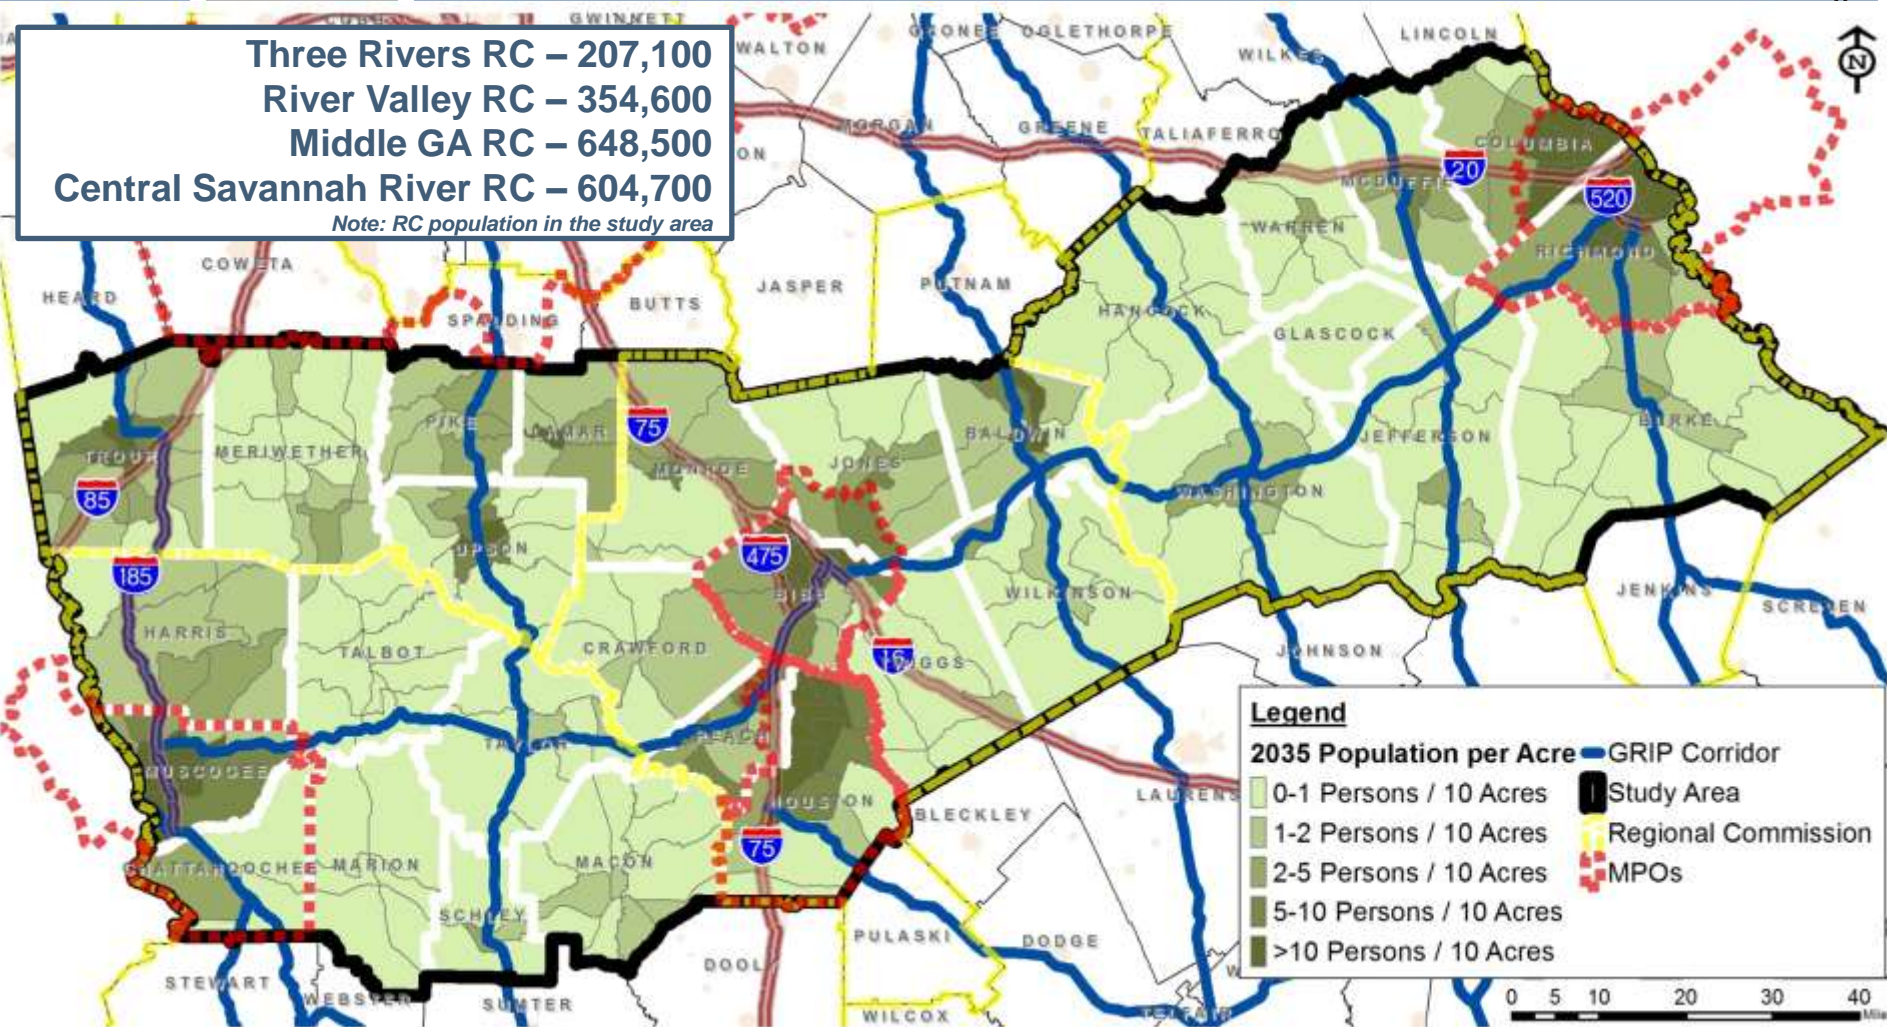 GWINNETT
Three Rivers RC – 207,100
River Valley RC – 354,600
Middle GA RC – 648,500
Central Savannah River RC – 604,700
Note: RC population in the study area
WALTON
OCONEE
OGLETHORPE
WILKES
LINCOLN
N
MORGAN
GREENE
TALIAFERRO
COLUMBIA
20
MCDUFFIE
520
WARREN
RICHMOND
COWETA
HEARD
SPALDING
BUTTS
JASPER
PUTNAM
HANCOCK
GLASCOCK
TROUP
MERIWETHER
PIKE
LAMAR
75
MONROE
JONES
BALDWIN
JEFFERSON
BURKE
85
WASHINGTON
UPSON
475
185
BIBB
WILKINSON
JENKINS
SCREVEN
HARRIS
TALBOT
CRAWFORD
16
TWIGGS
JOHNSON
MUSCOGEE
TAYLOR
PEACH
HOUSTON
BLECKLEY
LAURENS
75
CHATTAHOOCHEE
MARION
MACON
SCHLEY
PULASKI
DODGE
DOOLY
STEWART
WEBSTER
SUMTER
WILCOX
TELFAIR
Legend
2035 Population per Acre
0-1 Persons / 10 Acres
1-2 Persons / 10 Acres
2-5 Persons / 10 Acres
5-10 Persons / 10 Acres
>10 Persons / 10 Acres
GRIP Corridor
Study Area
Regional Commission
MPOs
0 5 10 20 30 40